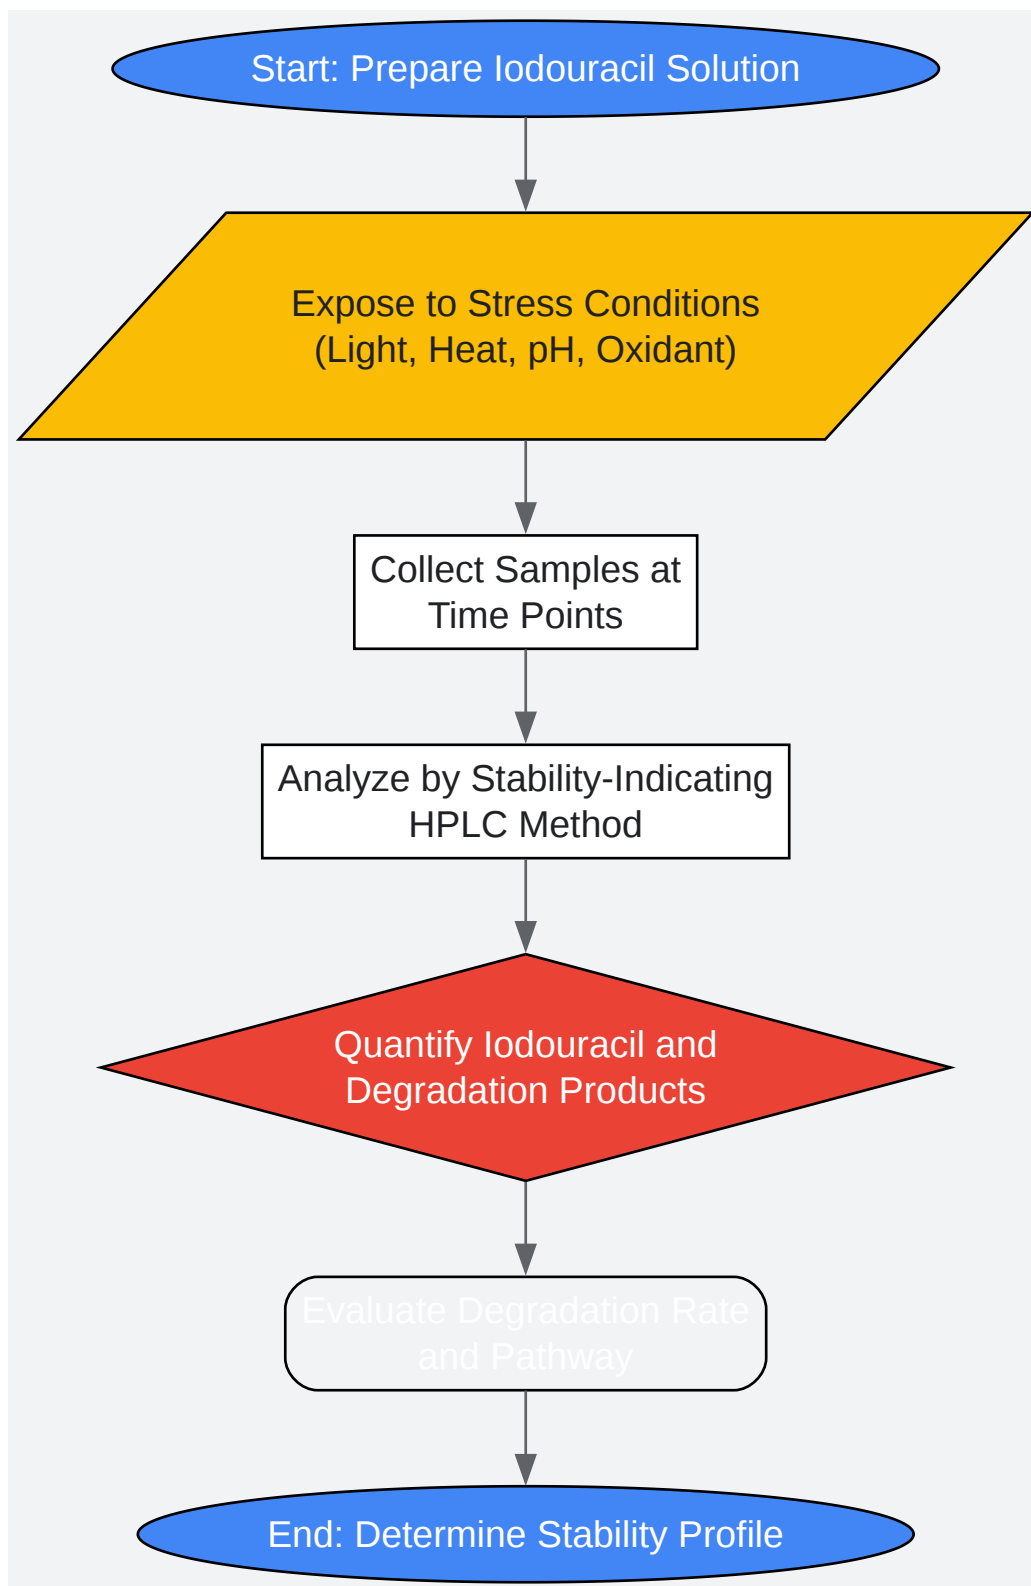 Start: Prepare Iodouracil Solution
Expose to Stress Conditions
(Light, Heat, pH, Oxidant)
Collect Samples at
Time Points
Analyze by Stability-Indicating
HPLC Method
Quantify Iodouracil and
Degradation Products
Evaluate Degradation Rate
and Pathway
End: Determine Stability Profile